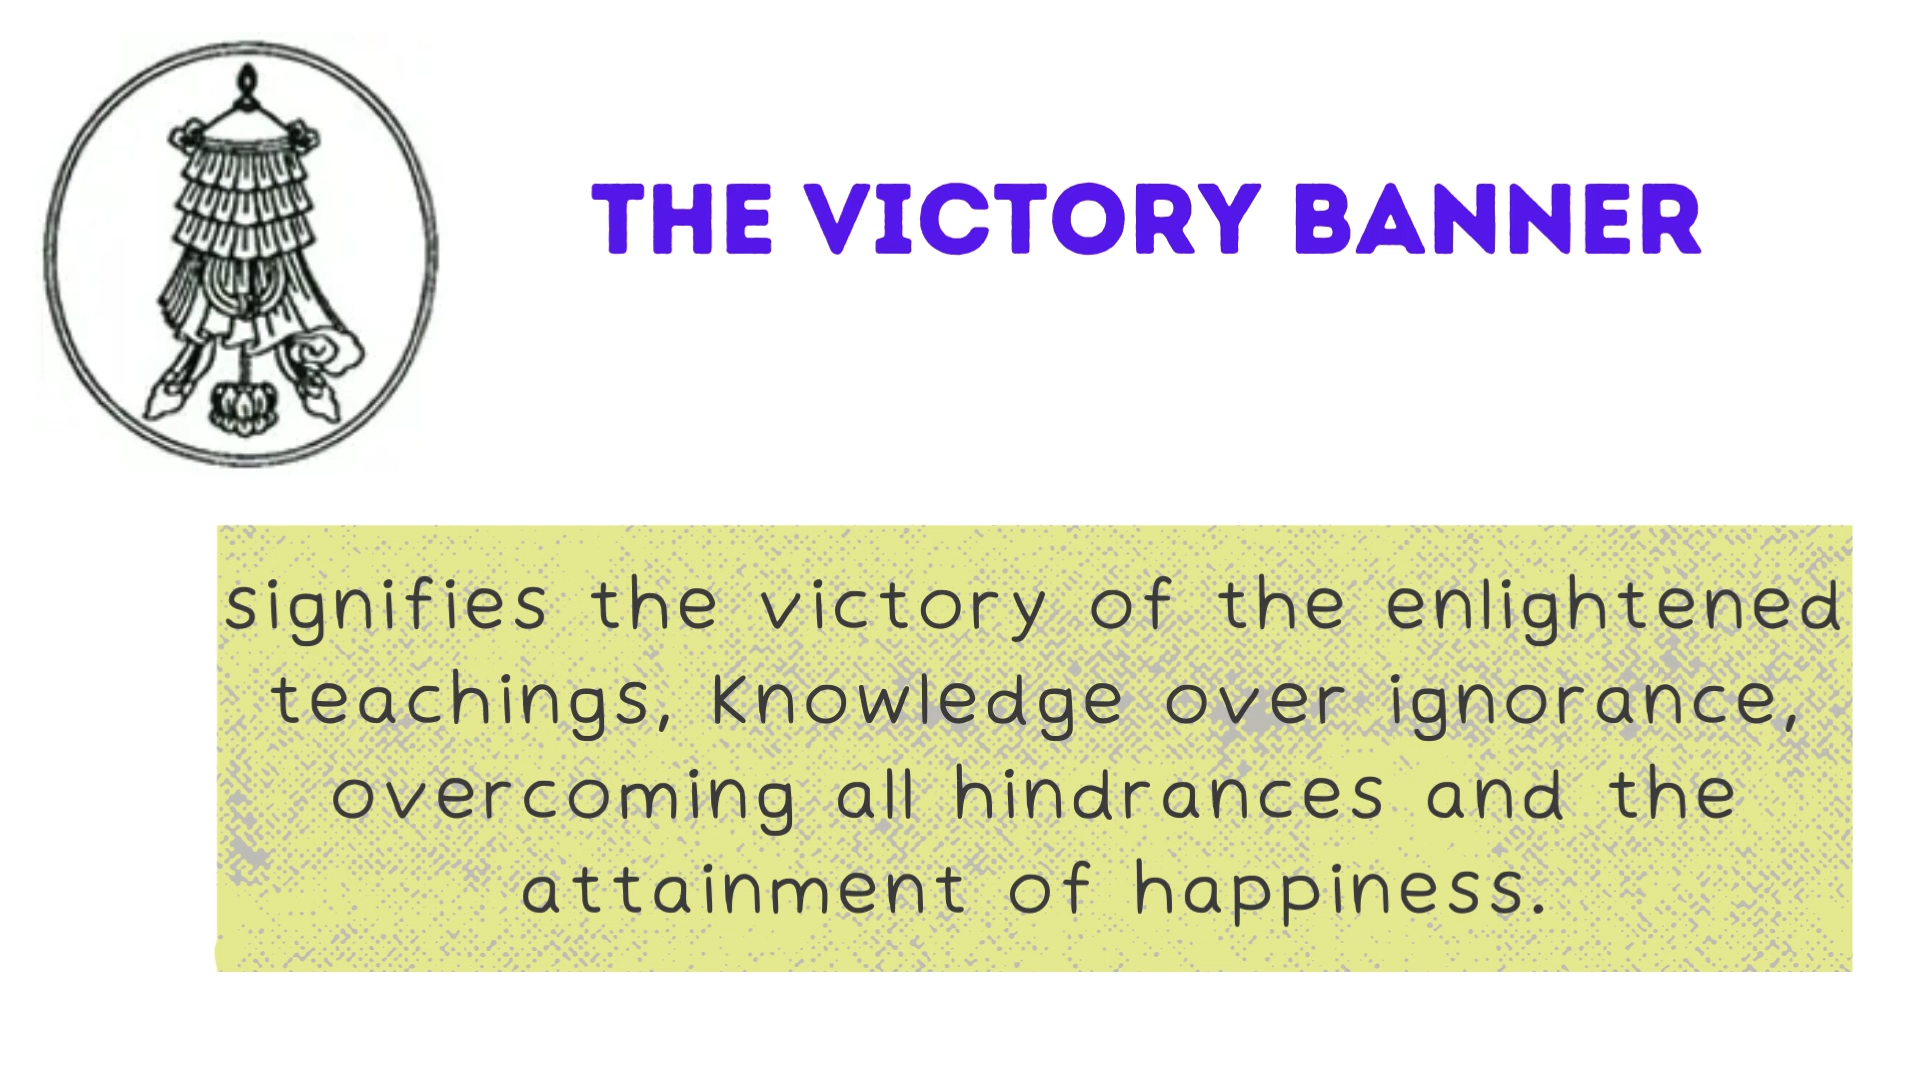 THE VICTORY BANNER
signifies the victory of the enlightened
teachings, Knowledge over ignorance,
overcoming all hindrances and the
attainment of happiness.